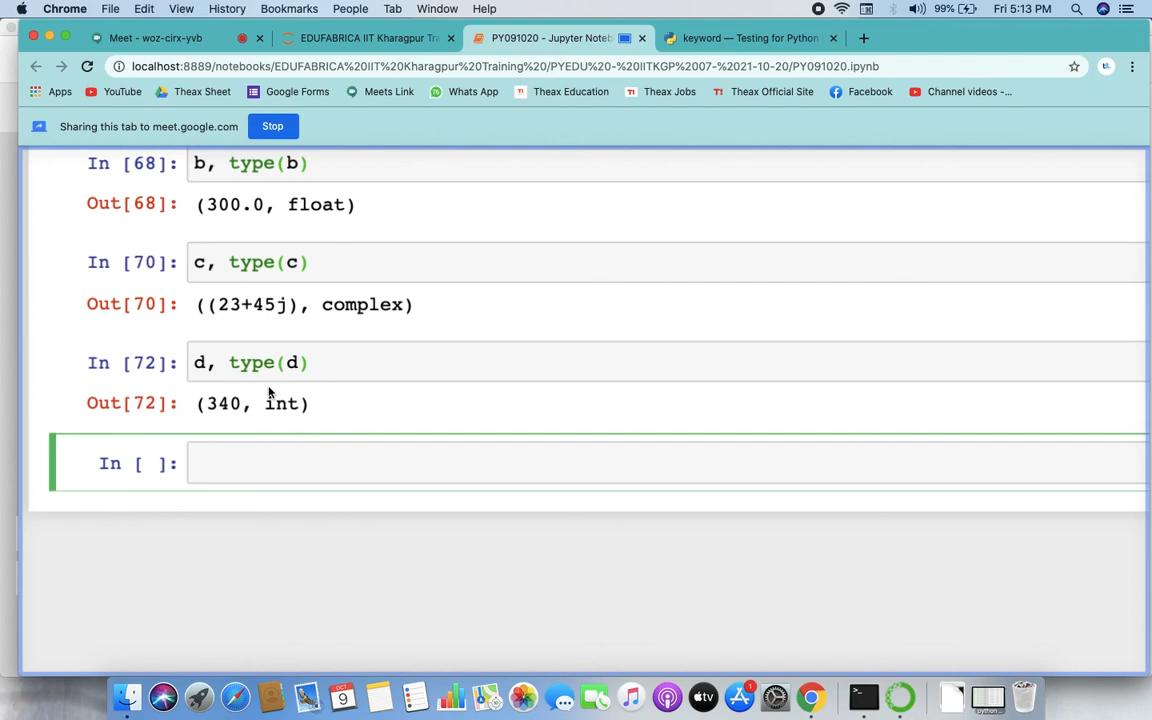 Chrome File Edit View History Bookmarks People Tab Window Help 99% Fri 5:13 PM
Meet - woz-cirx-yvb EDUFABRICA IIT Kharagpur Tra PY091020 - Jupyter Noteb keyword — Testing for Python
localhost:8889/notebooks/EDUFABRICA%20IIT%20Kharagpur%20Training%20/PYEDU%20-%20IITKGP%2007-%2021-10-20/PY091020.ipynb
Apps YouTube Theax Sheet Google Forms Meets Link Whats App Theax Education Theax Jobs Theax Official Site Facebook Channel videos -...
Sharing this tab to meet.google.com Stop
In [68]: b, type(b)
Out[68]: (300.0, float)
In [70]: c, type(c)
Out[70]: ((23+45j), complex)
In [72]: d, type(d)
Out[72]: (340, int)
In [ ]: